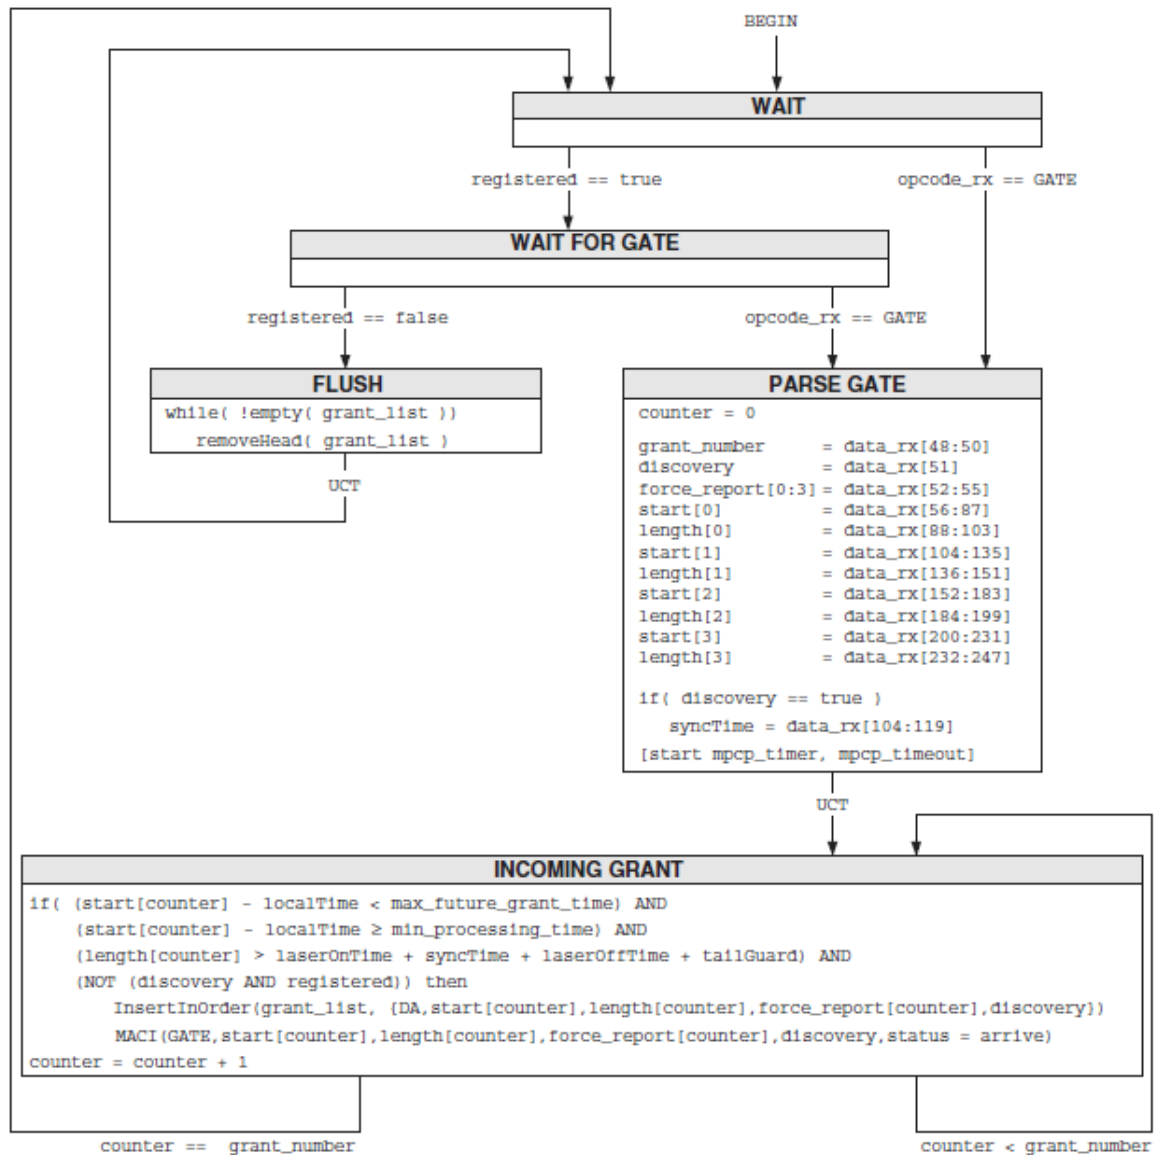 BEGIN
WAIT
registered == true
opcode_rx == GATE
WAIT FOR GATE
registered == false
opcode_rx == GATE
FLUSH
while( !empty( grant_list ))
removeHead( grant_list )
UCT
PARSE GATE
counter = 0
grant_number = data_rx[48:50]
discovery = data_rx[51]
force_report[0:3] = data_rx[52:55]
start[0] = data_rx[56:87]
length[0] = data_rx[88:103]
start[1] = data_rx[104:135]
length[1] = data_rx[136:151]
start[2] = data_rx[152:183]
length[2] = data_rx[184:199]
start[3] = data_rx[200:231]
length[3] = data_rx[232:247]
if( discovery == true )
syncTime = data_rx[104:119]
[start mpcp_timer, mpcp_timeout]
UCT
INCOMING GRANT
if( (start[counter] - localTime < max_future_grant_time) AND
(start[counter] - localTime ≥ min_processing_time) AND
(length[counter] > laserOnTime + syncTime + laserOffTime + tailGuard) AND
(NOT (discovery AND registered)) then
InsertInOrder(grant_list, {DA,start[counter],length[counter],force_report[counter],discovery})
MACI(GATE,start[counter],length[counter],force_report[counter],discovery,status = arrive)
counter = counter + 1
counter == grant_number
counter < grant_number